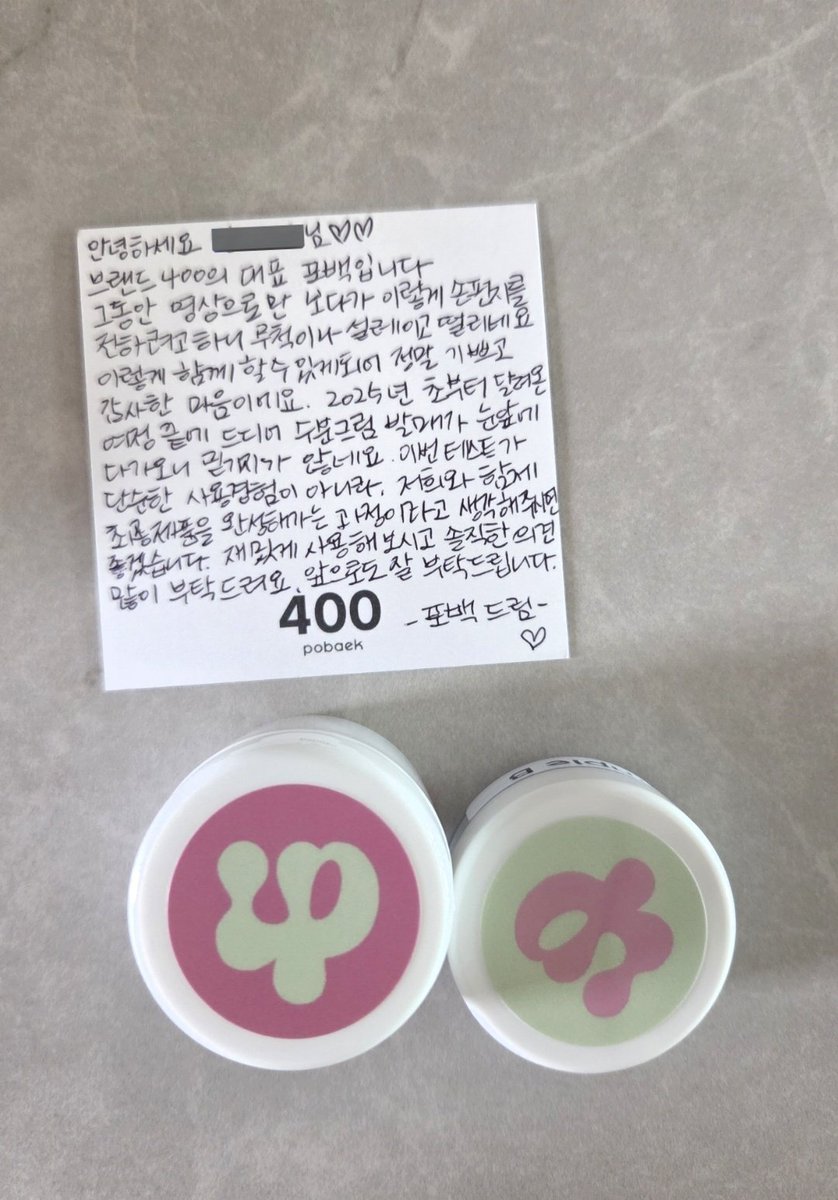 안녕하세요 님♡♡
브랜드 400의 대표 포백입니다
그동안 영상으로만 보다가 이렇게 손편지를
전하려고 하니 무척이나 설레이고 떨리네요
이렇게 함께 할 수 있게되어 정말 기쁘고
감사한 마음이에요. 2025년 초부터 달려온
여정 끝에 드디어 수분크림 발매가 눈앞에
다가오니 믿기지가 않네요. 이번 테스트가
단순한 사용경험이 아니라, 저희와 함께
최종제품을 완성해가는 과정이라고 생각해주시면
좋겠습니다. 재밌게 사용해 보시고 솔직한 의견
많이 부탁드려요. 앞으로도 잘 부탁드립니다.
400
pobaek
-포백 드림-
♡
ple B